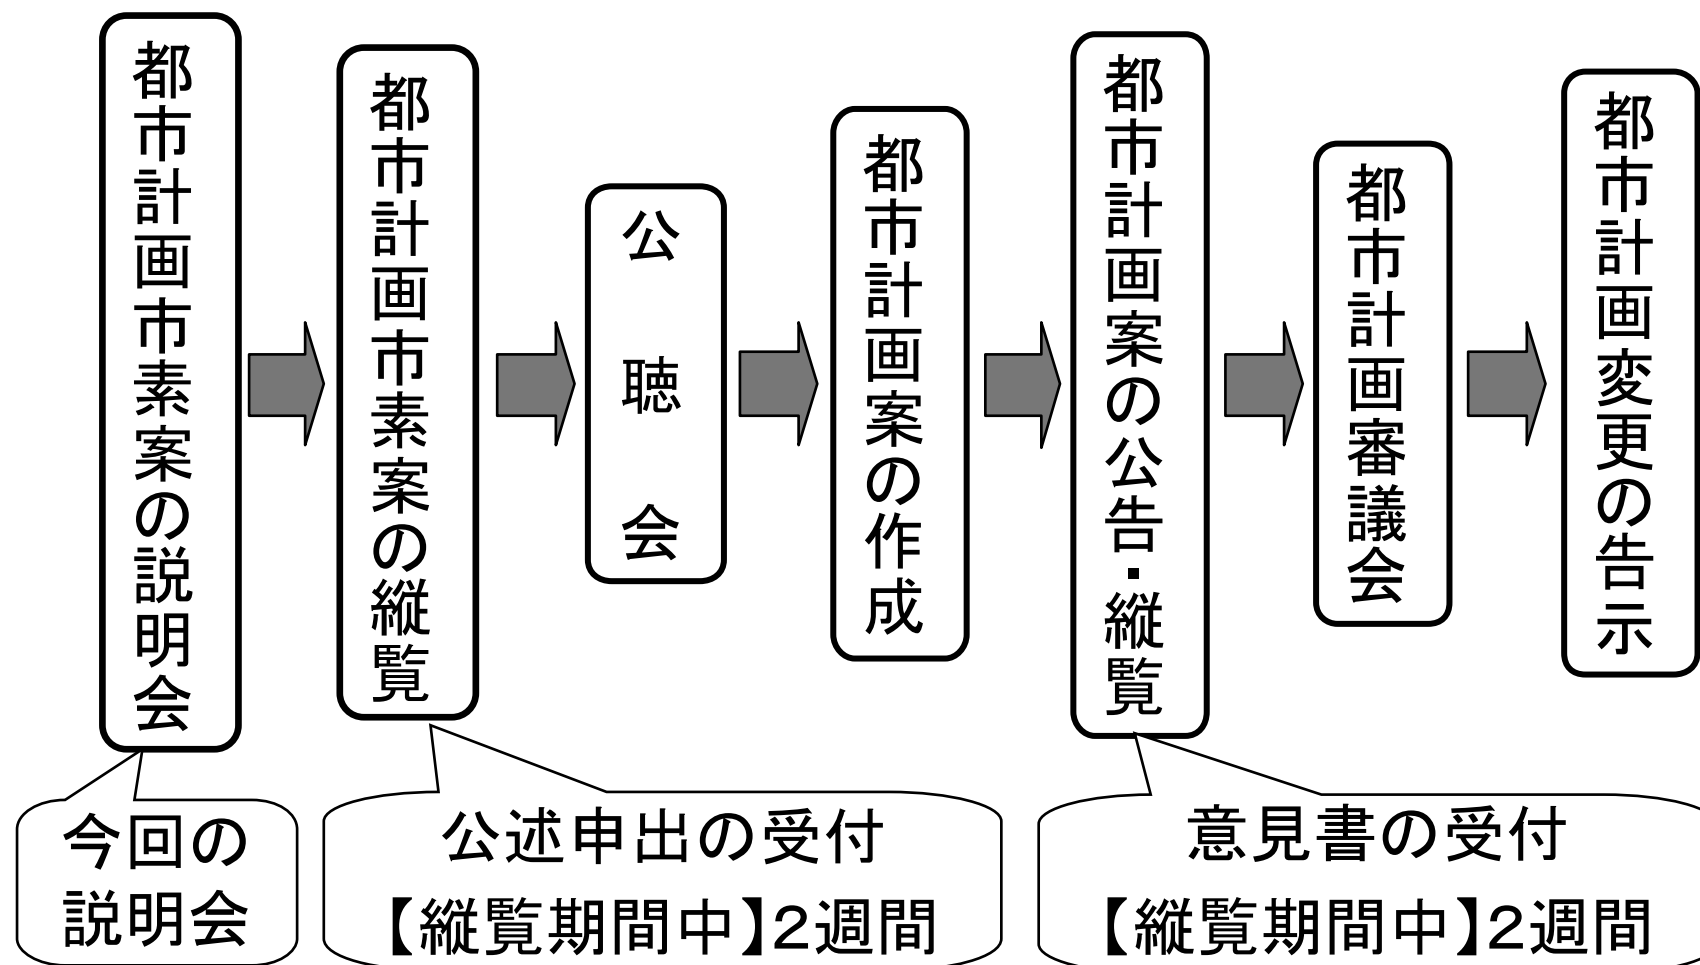 都市計画市素案の説明会
都市計画市素案の縦覧
公聴会
都市計画案の作成
都市計画案の公告・縦覧
都市計画審議会
都市計画変更の告示
今回の
説明会
公述申出の受付
【縦覧期間中】２週間
意見書の受付
【縦覧期間中】２週間